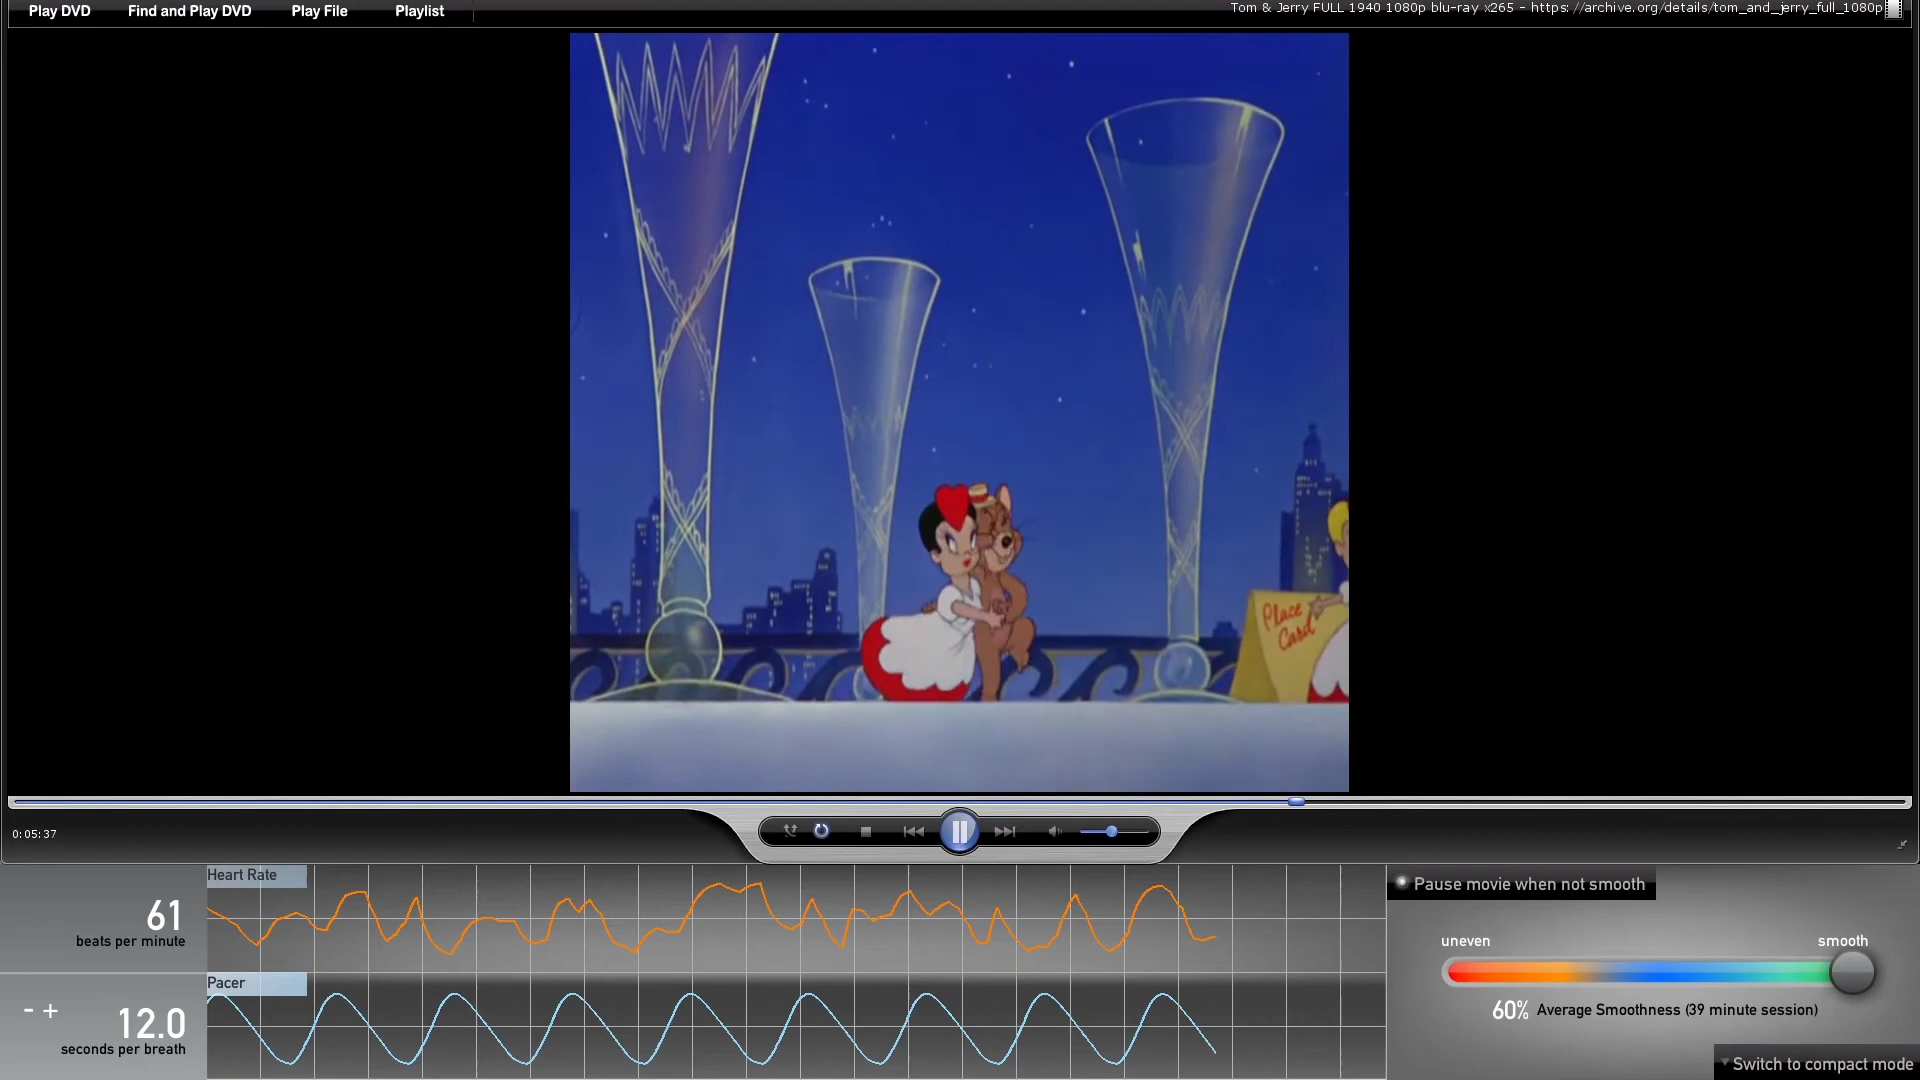 Play DVD
Find and Play DVD
Play File
Playlist
Tom & Jerry FULL 1940 1080p blu-ray x265 - https: //archive.org/details/tom_and_jerry_full_1080p
Place
Card
0:05:37
Heart Rate
61
beats per minute
Pacer
- +
12.0
seconds per breath
Pause movie when not smooth
uneven
smooth
60% Average Smoothness (39 minute session)
Switch to compact mode